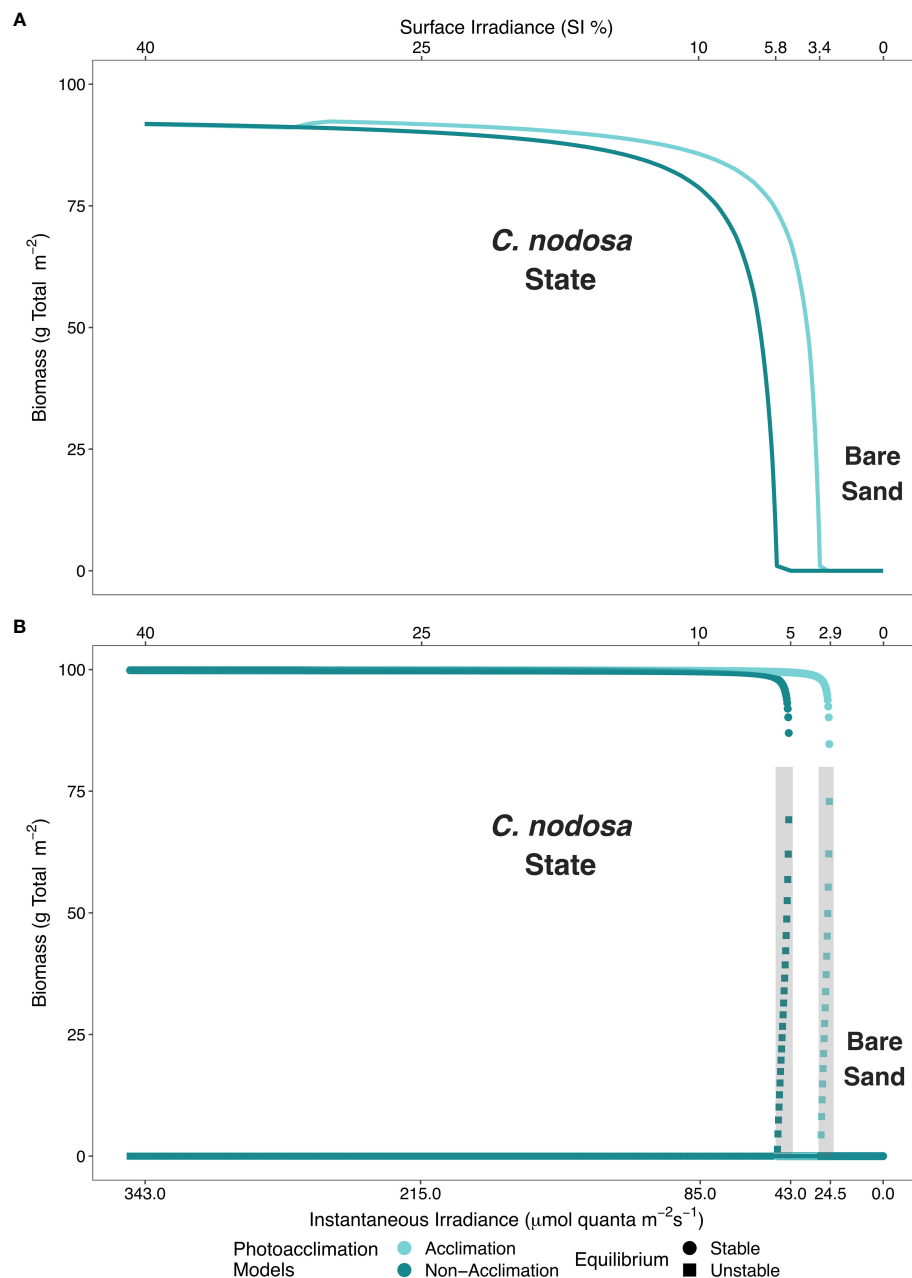 A
Surface Irradiance (SI %)
40 25 10 5.8 3.4 0
100
75
50
25
0
Biomass (g Total m⁻²)
C. nodosa
State
Bare
Sand
B
40 25 10 5 2.9 0
100
75
50
25
0
Biomass (g Total m⁻²)
C. nodosa
State
Bare
Sand
343.0 215.0 85.0 43.0 24.5 0.0
Instantaneous Irradiance (μmol quanta m⁻²s⁻¹)
Photoacclimation
Models
Acclimation
Non−Acclimation
Equilibrium
Stable
Unstable